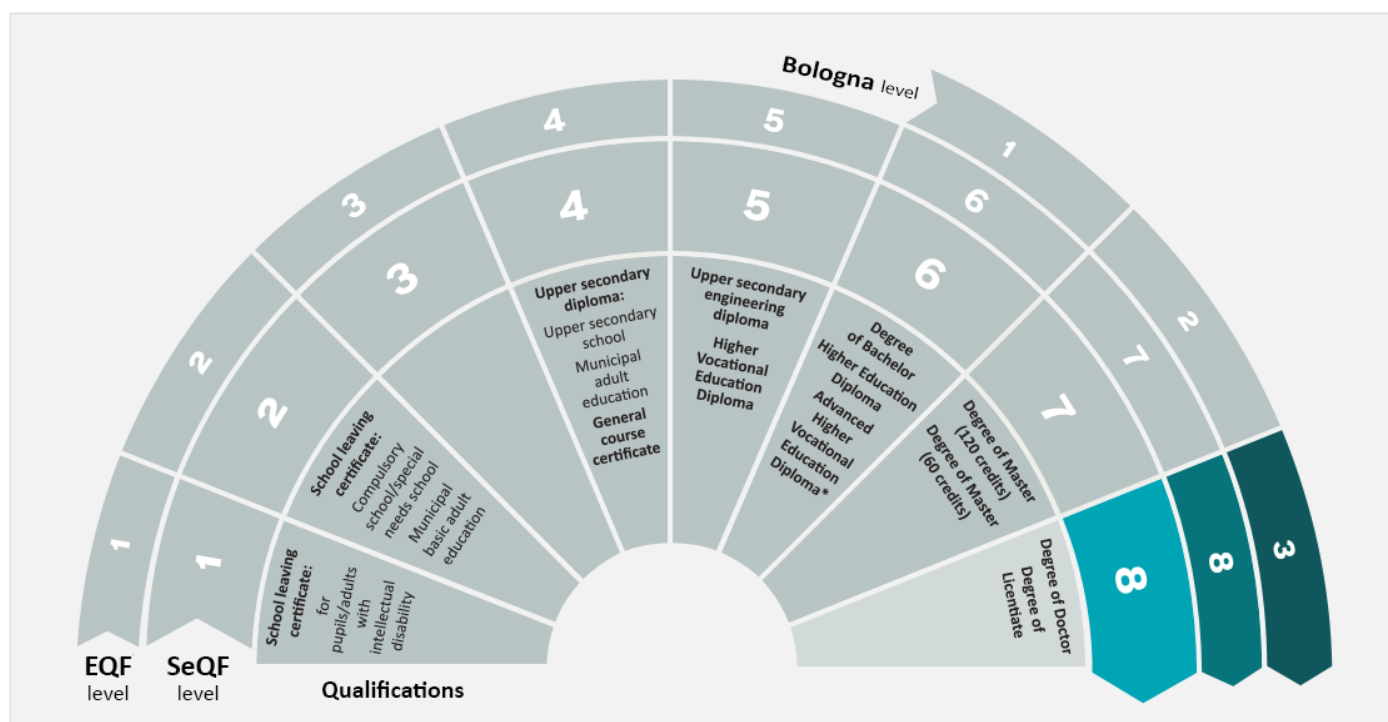 Bologna level
1
2
3
4
5
6
7
8
1
2
3
1
2
3
4
5
6
7
8
School leaving
certificate:
for
pupils/adults
with
intellectual
disability
School leaving
certificate:
Compulsory
school/special
needs school
Municipal
basic adult
education
Upper secondary
diploma:
Upper secondary
school
Municipal
adult
education
General
course
certificate
Upper secondary
engineering
diploma
Higher
Vocational
Education
Diploma
Degree
of Bachelor
Higher Education
Diploma
Advanced
Higher
Vocational
Education
Diploma*
Degree of Master
(120 credits)
Degree of Master
(60 credits)
Degree of Doctor
Degree of
Licentiate
EQF
level
SeQF
level
Qualifications